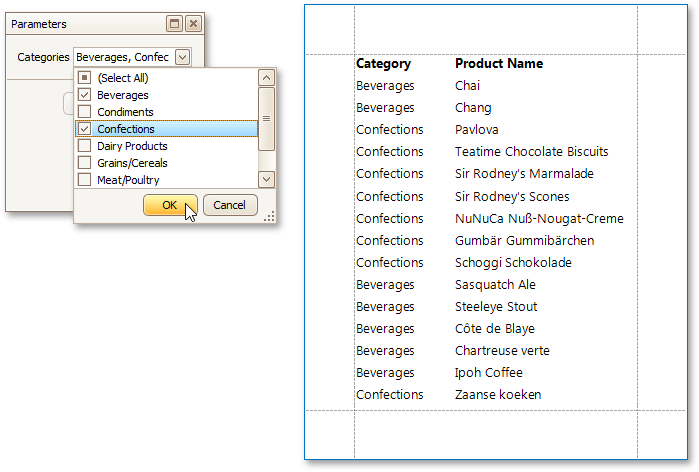 Parameters
Categories Beverages, Confec
(Select All)
Beverages
Condiments
Confections
Dairy Products
Grains/Cereals
Meat/Poultry
OK Cancel
Category Product Name
Beverages Chai
Beverages Chang
Confections Pavlova
Confections Teatime Chocolate Biscuits
Confections Sir Rodney's Marmalade
Confections Sir Rodney's Scones
Confections NuNuCa Nuß-Nougat-Creme
Confections Gumbär Gummibärchen
Confections Schoggi Schokolade
Beverages Sasquatch Ale
Beverages Steeleye Stout
Beverages Côte de Blaye
Beverages Chartreuse verte
Beverages Ipoh Coffee
Confections Zaanse koeken